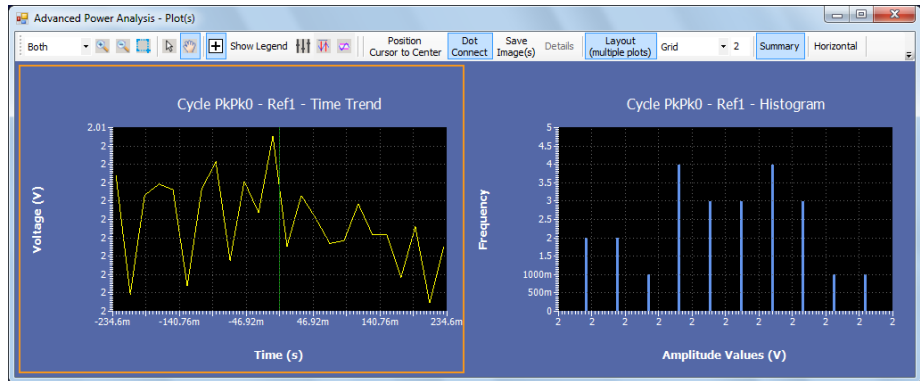 Advanced Power Analysis - Plot(s)
Both
Show Legend
Position
Cursor to Center
Dot
Connect
Save
Image(s)
Details
Layout
(multiple plots)
Grid
2
Summary
Horizontal
Cycle PkPk0 - Ref1 - Time Trend
Voltage (V)
2.01
2
2
2
2
2
2
2
2
2
2
-234.6m -140.76m -46.92m 46.92m 140.76m 234.6m
Time (s)
Cycle PkPk0 - Ref1 - Histogram
Frequency
5
4.5
4
3.5
3
2.5
2
1.5
1000m
500m
0
2 2 2 2 2 2 2 2 2 2 2
Amplitude Values (V)